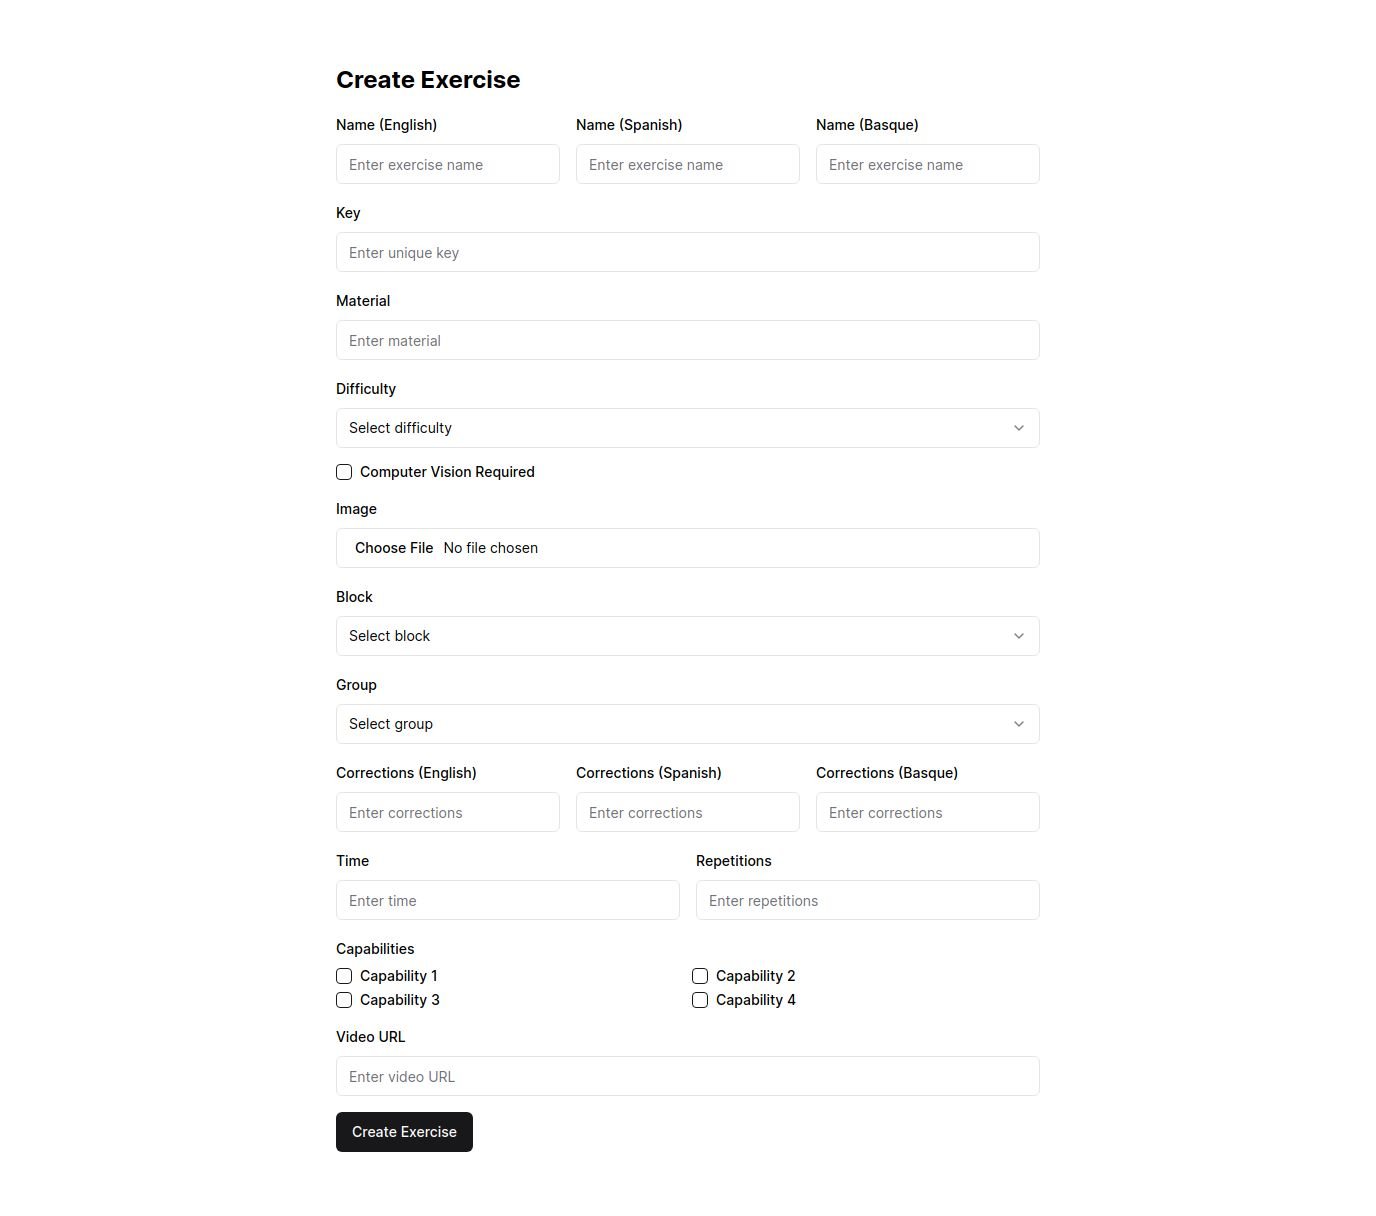 Create Exercise
Name (English) Name (Spanish) Name (Basque)
Enter exercise name Enter exercise name Enter exercise name
Key
Enter unique key
Material
Enter material
Difficulty
Select difficulty
Computer Vision Required
Image
Choose File No file chosen
Block
Select block
Group
Select group
Corrections (English) Corrections (Spanish) Corrections (Basque)
Enter corrections Enter corrections Enter corrections
Time Repetitions
Enter time Enter repetitions
Capabilities
Capability 1 Capability 2
Capability 3 Capability 4
Video URL
Enter video URL
Create Exercise